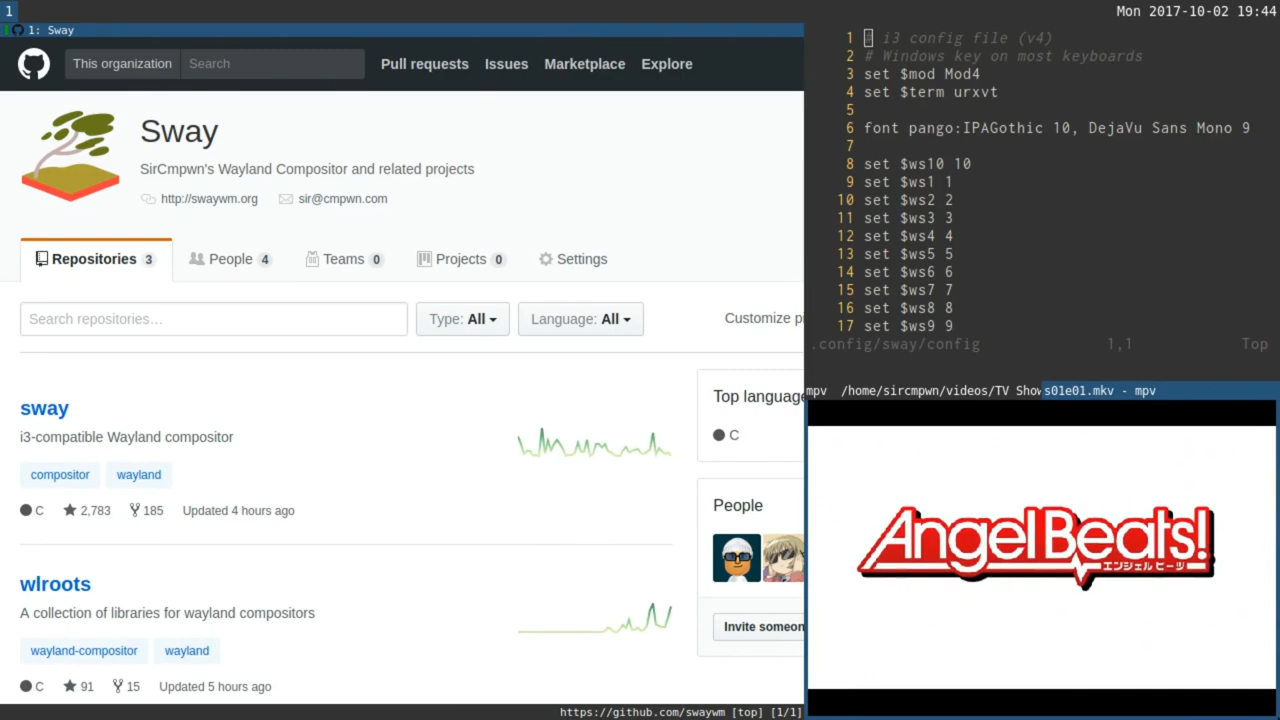 1
Mon 2017-10-02 19:44
1: Sway
This organization Search Pull requests Issues Marketplace Explore
Sway
SirCmpwn's Wayland Compositor and related projects
http://swaywm.org sir@cmpwn.com
Repositories 3 People 4 Teams 0 Projects 0 Settings
Search repositories… Type: All Language: All Customize pi
sway
i3-compatible Wayland compositor
compositor wayland
C 2,783 185 Updated 4 hours ago
wlroots
A collection of libraries for wayland compositors
wayland-compositor wayland
C 91 15 Updated 5 hours ago
Top language
C
People
Invite someon
https://github.com/swaywm [top] [1/1]
1 # i3 config file (v4)
2 # Windows key on most keyboards
3 set $mod Mod4
4 set $term urxvt
5
6 font pango:IPAGothic 10, DejaVu Sans Mono 9
7
8 set $ws10 10
9 set $ws1 1
10 set $ws2 2
11 set $ws3 3
12 set $ws4 4
13 set $ws5 5
14 set $ws6 6
15 set $ws7 7
16 set $ws8 8
17 set $ws9 9
.config/sway/config 1,1 Top
mpv /home/sircmpwn/videos/TV Show s01e01.mkv - mpv
AngelBeats!
エンジェルビーツ